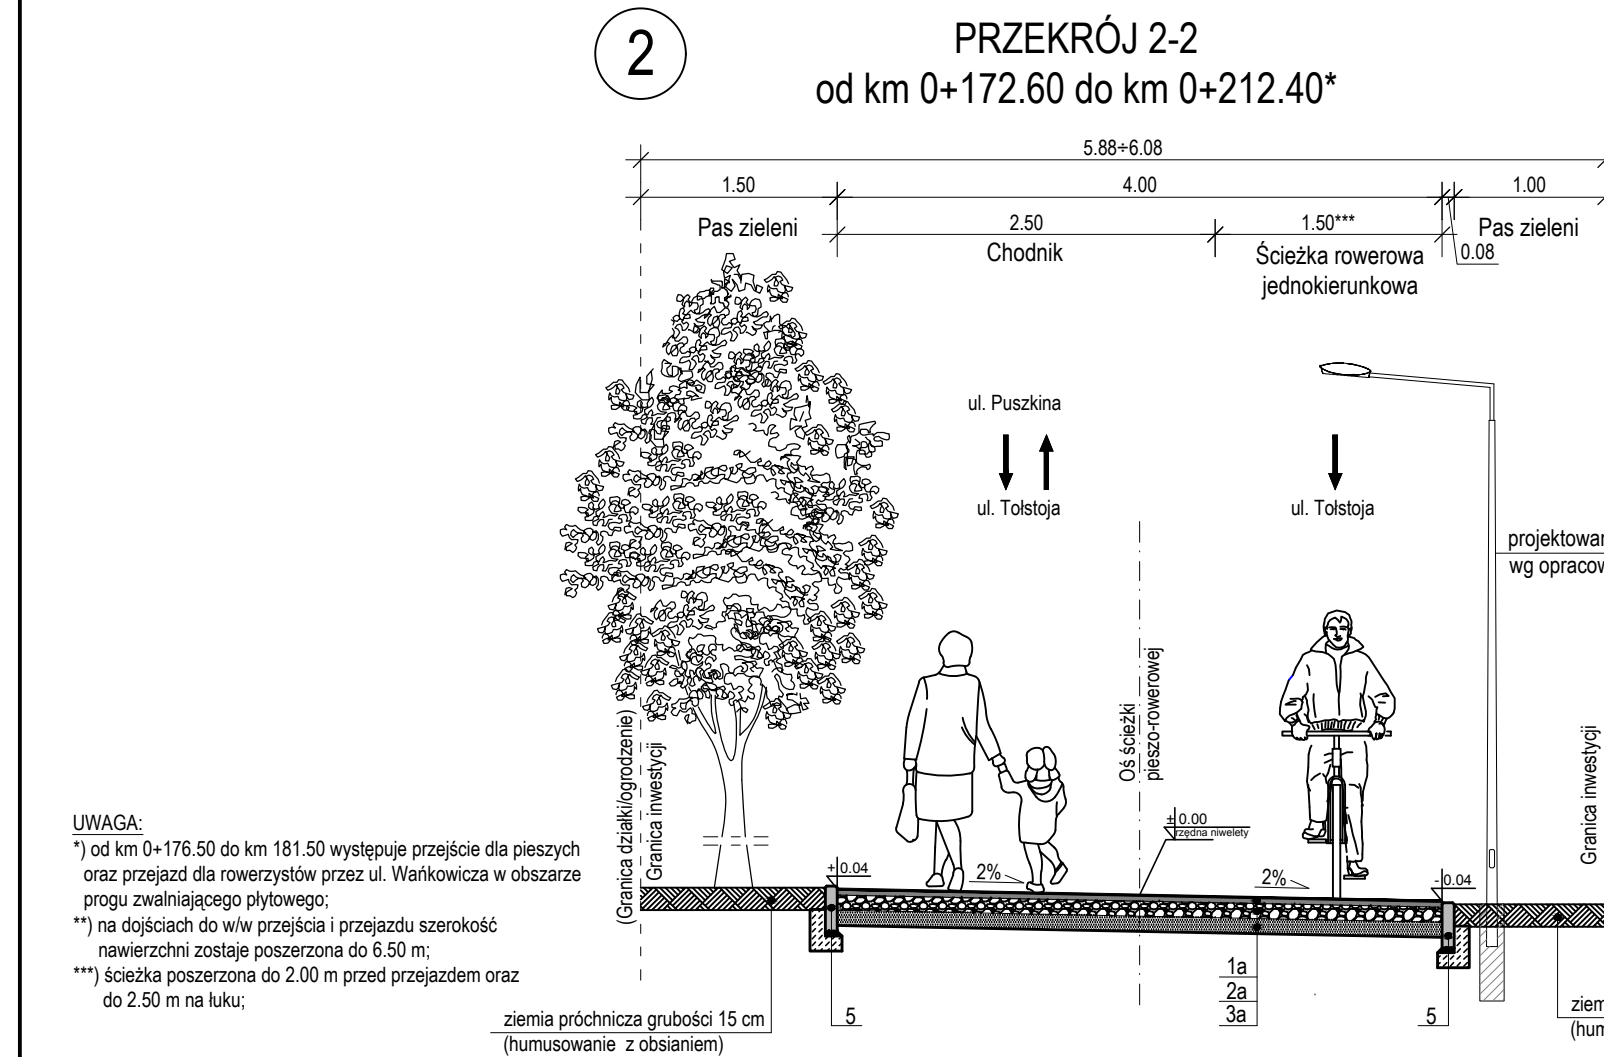 2
PRZEKRÓJ 2-2
od km 0+172.60 do km 0+212.40*
5.88÷6.08
1.50
4.00
1.00
Pas zieleni
2.50
1.50***
Pas zieleni
Chodnik
Ścieżka rowerowa
jednokierunkowa
0.08
ul. Puszkina
ul. Tołstoja
ul. Tołstoja
projektowan
wg opracow
(Granica działki/ogrodzenie)
Granica inwestycji
Oś ścieżki
pieszo-rowerowej
Granica inwestycji
± 0.00
rzędna niwelety
+0.04
2%
2%
-0.04
UWAGA:
*) od km 0+176.50 do km 181.50 występuje przejście dla pieszych
oraz przejazd dla rowerzystów przez ul. Wańkowicza w obszarze
progu zwalniającego płytowego;
**) na dojściach do w/w przejścia i przejazdu szerokość
nawierzchni zostaje poszerzona do 6.50 m;
***) ścieżka poszerzona do 2.00 m przed przejazdem oraz
do 2.50 m na łuku;
ziemia próchnicza grubości 15 cm
(humusowanie z obsianiem)
5
1a
2a
3a
5
ziem
(hum